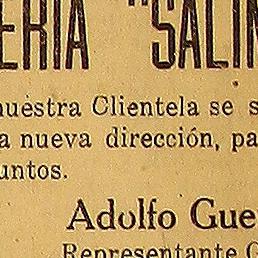 ERIA "SALIN
nuestra Clientela se s
a nueva dirección, pa
untos.
Adolfo Gue
Representante G